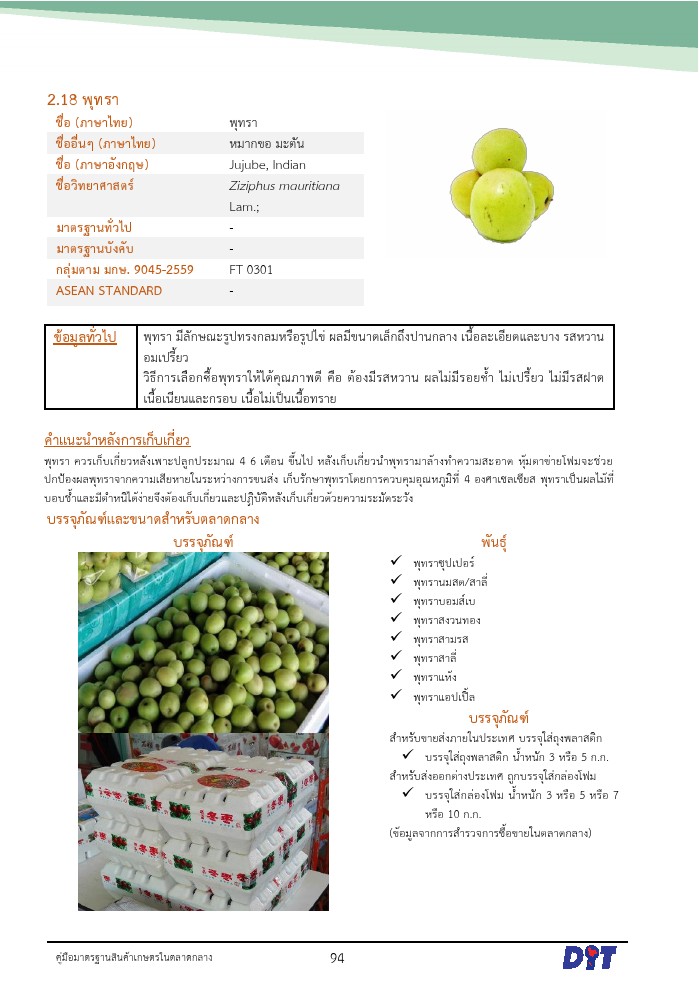 2.18 พุทรา
ชื่อ (ภาษาไทย) พุทรา
ชื่ออื่นๆ (ภาษาไทย) หมากขอ มะตัน
ชื่อ (ภาษาอังกฤษ) Jujube, Indian
ชื่อวิทยาศาสตร์ Ziziphus mauritiana
Lam.;
มาตรฐานทั่วไป -
มาตรฐานบังคับ -
กลุ่มตาม มกษ. 9045-2559 FT 0301
ASEAN STANDARD -
ข้อมูลทั่วไป พุทรา มีลักษณะรูปทรงกลมหรือรูปไข่ ผลมีขนาดเล็กถึงปานกลาง เนื้อละเอียดและบาง รสหวาน
อมเปรี้ยว
วิธีการเลือกซื้อพุทราให้ได้คุณภาพดี คือ ต้องมีรสหวาน ผลไม่มีรอยช้ำ ไม่เปรี้ยว ไม่มีรสฝาด
เนื้อเนียนและกรอบ เนื้อไม่เป็นเนื้อทราย
คำแนะนำหลังการเก็บเกี่ยว
พุทรา ควรเก็บเกี่ยวหลังเพาะปลูกประมาณ 4 6 เดือน ขึ้นไป หลังเก็บเกี่ยวนำพุทรามาล้างทำความสะอาด หุ้มตาข่ายโฟมจะช่วย
ปกป้องผลพุทราจากความเสียหายในระหว่างการขนส่ง เก็บรักษาพุทราโดยการควบคุมอุณหภูมิที่ 4 องศาเซลเซียส พุทราเป็นผลไม้ที่
บอบช้ำและมีตำหนิได้ง่ายจึงต้องเก็บเกี่ยวและปฏิบัติหลังเก็บเกี่ยวด้วยความระมัดระวัง
บรรจุภัณฑ์และขนาดสำหรับตลาดกลาง
บรรจุภัณฑ์
冬枣
พันธุ์
✓ พุทราซุปเปอร์
✓ พุทรานมสด/สาลี่
✓ พุทราบอมส์เบ
✓ พุทราสงวนทอง
✓ พุทราสามรส
✓ พุทราสาลี่
✓ พุทราแห้ง
✓ พุทราแอปเปิ้ล
บรรจุภัณฑ์
สำหรับขายส่งภายในประเทศ บรรจุใส่ถุงพลาสติก
✓ บรรจุใส่ถุงพลาสติก น้ำหนัก 3 หรือ 5 ก.ก.
สำหรับส่งออกต่างประเทศ ถูกบรรจุใส่กล่องโฟม
✓ บรรจุใส่กล่องโฟม น้ำหนัก 3 หรือ 5 หรือ 7
หรือ 10 ก.ก.
(ข้อมูลจากการสำรวจการซื้อขายในตลาดกลาง)
คู่มือมาตรฐานสินค้าเกษตรในตลาดกลาง 94 DIT